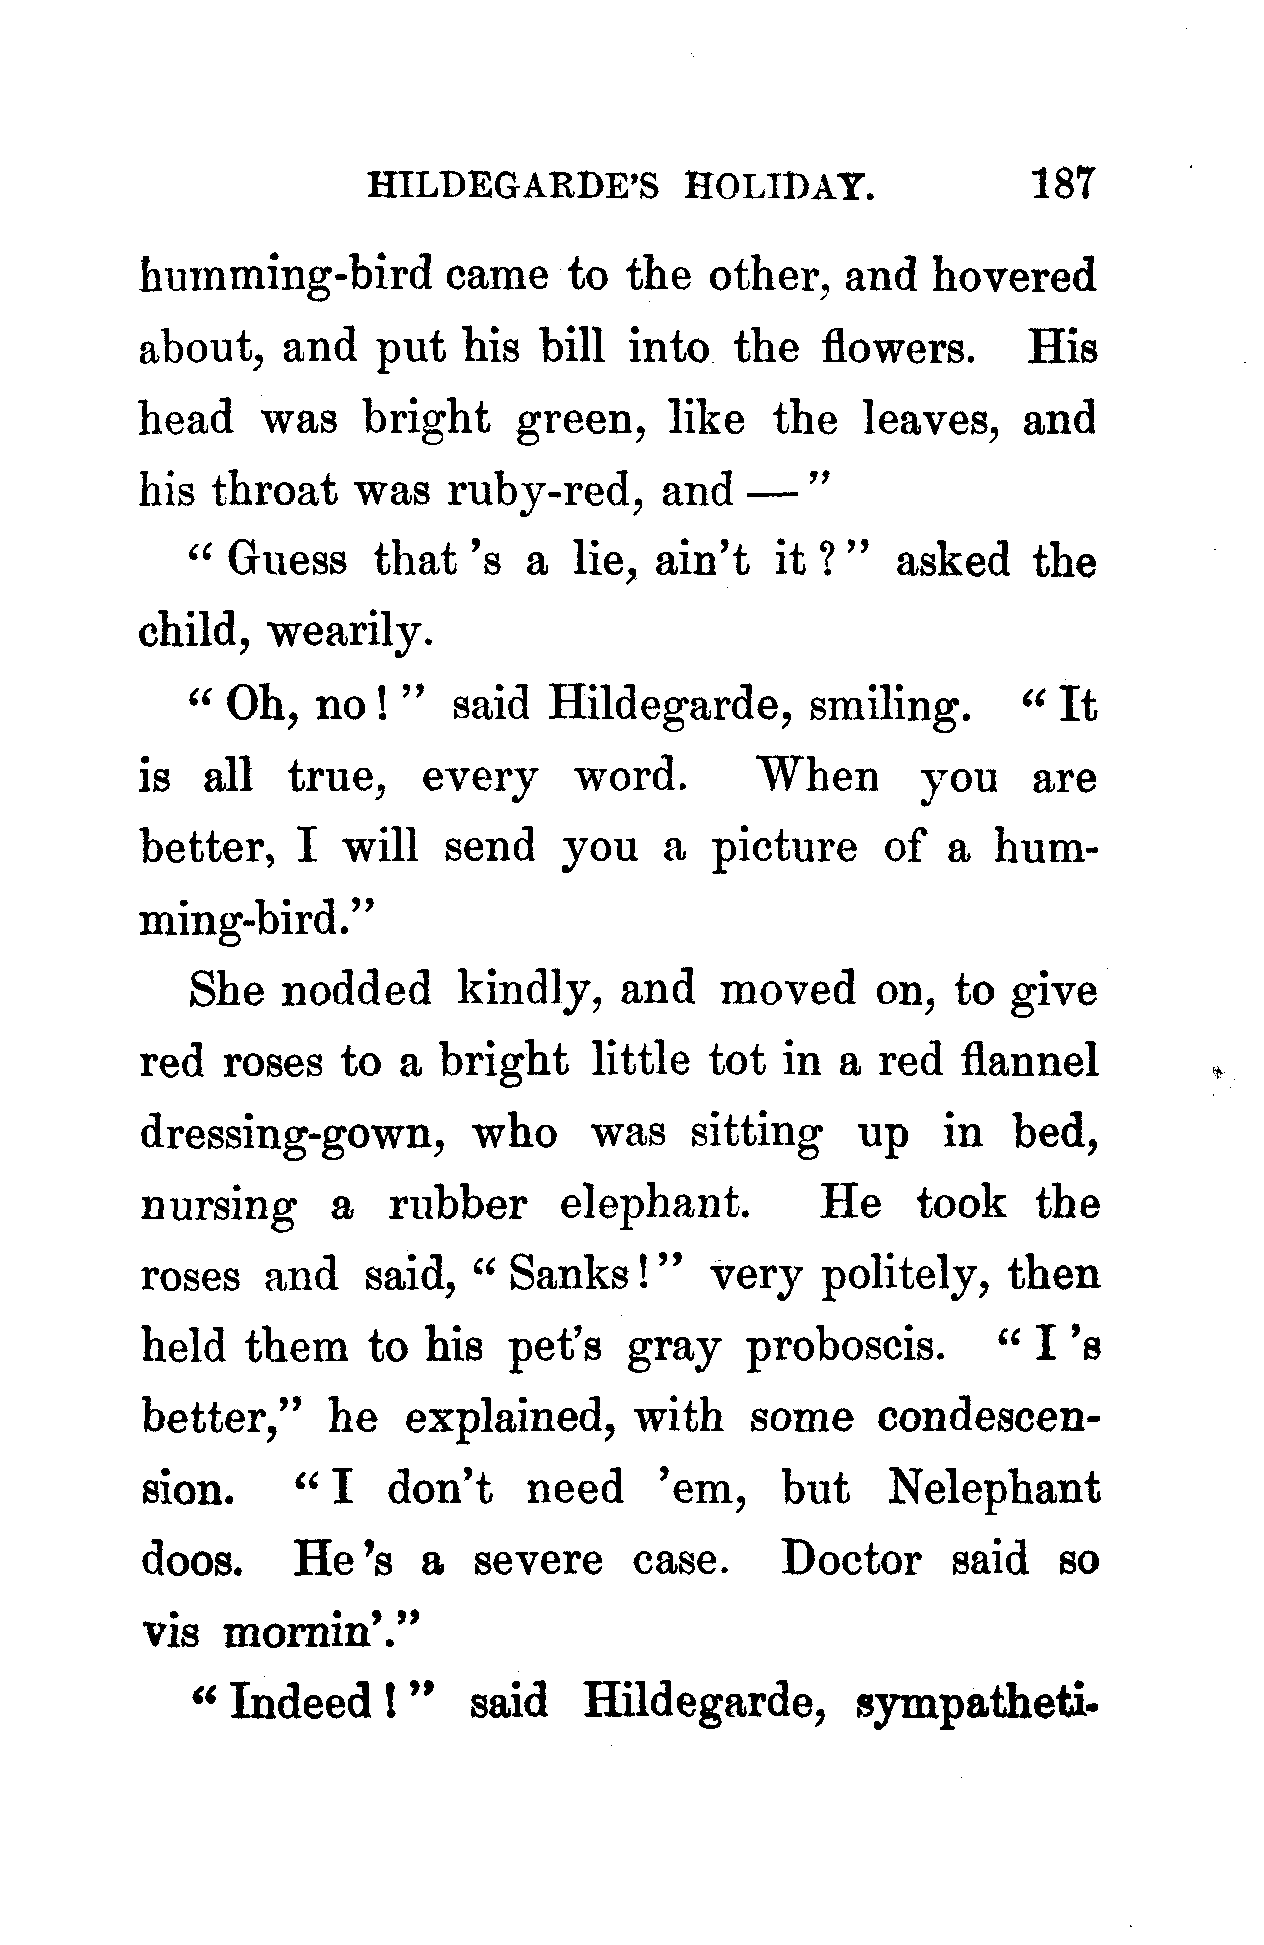 HILDEGARDE'S HOLIDAY. 187
humming-bird came to the other, and hovered
about, and put his bill into the flowers. His
head was bright green, like the leaves, and
his throat was ruby-red, and — "
" Guess that 's a lie, ain't it ? " asked the
child, wearily.
" Oh, no ! " said Hildegarde, smiling. " It
is all true, every word. When you are
better, I will send you a picture of a hum-
ming-bird."
She nodded kindly, and moved on, to give
red roses to a bright little tot in a red flannel
dressing-gown, who was sitting up in bed,
nursing a rubber elephant. He took the
roses and said, " Sanks ! " very politely, then
held them to his pet's gray proboscis. " I 's
better," he explained, with some condescen-
sion. " I don't need 'em, but Nelephant
doos. He 's a severe case. Doctor said so
vis mornin'."
" Indeed ! " said Hildegarde, sympatheti-